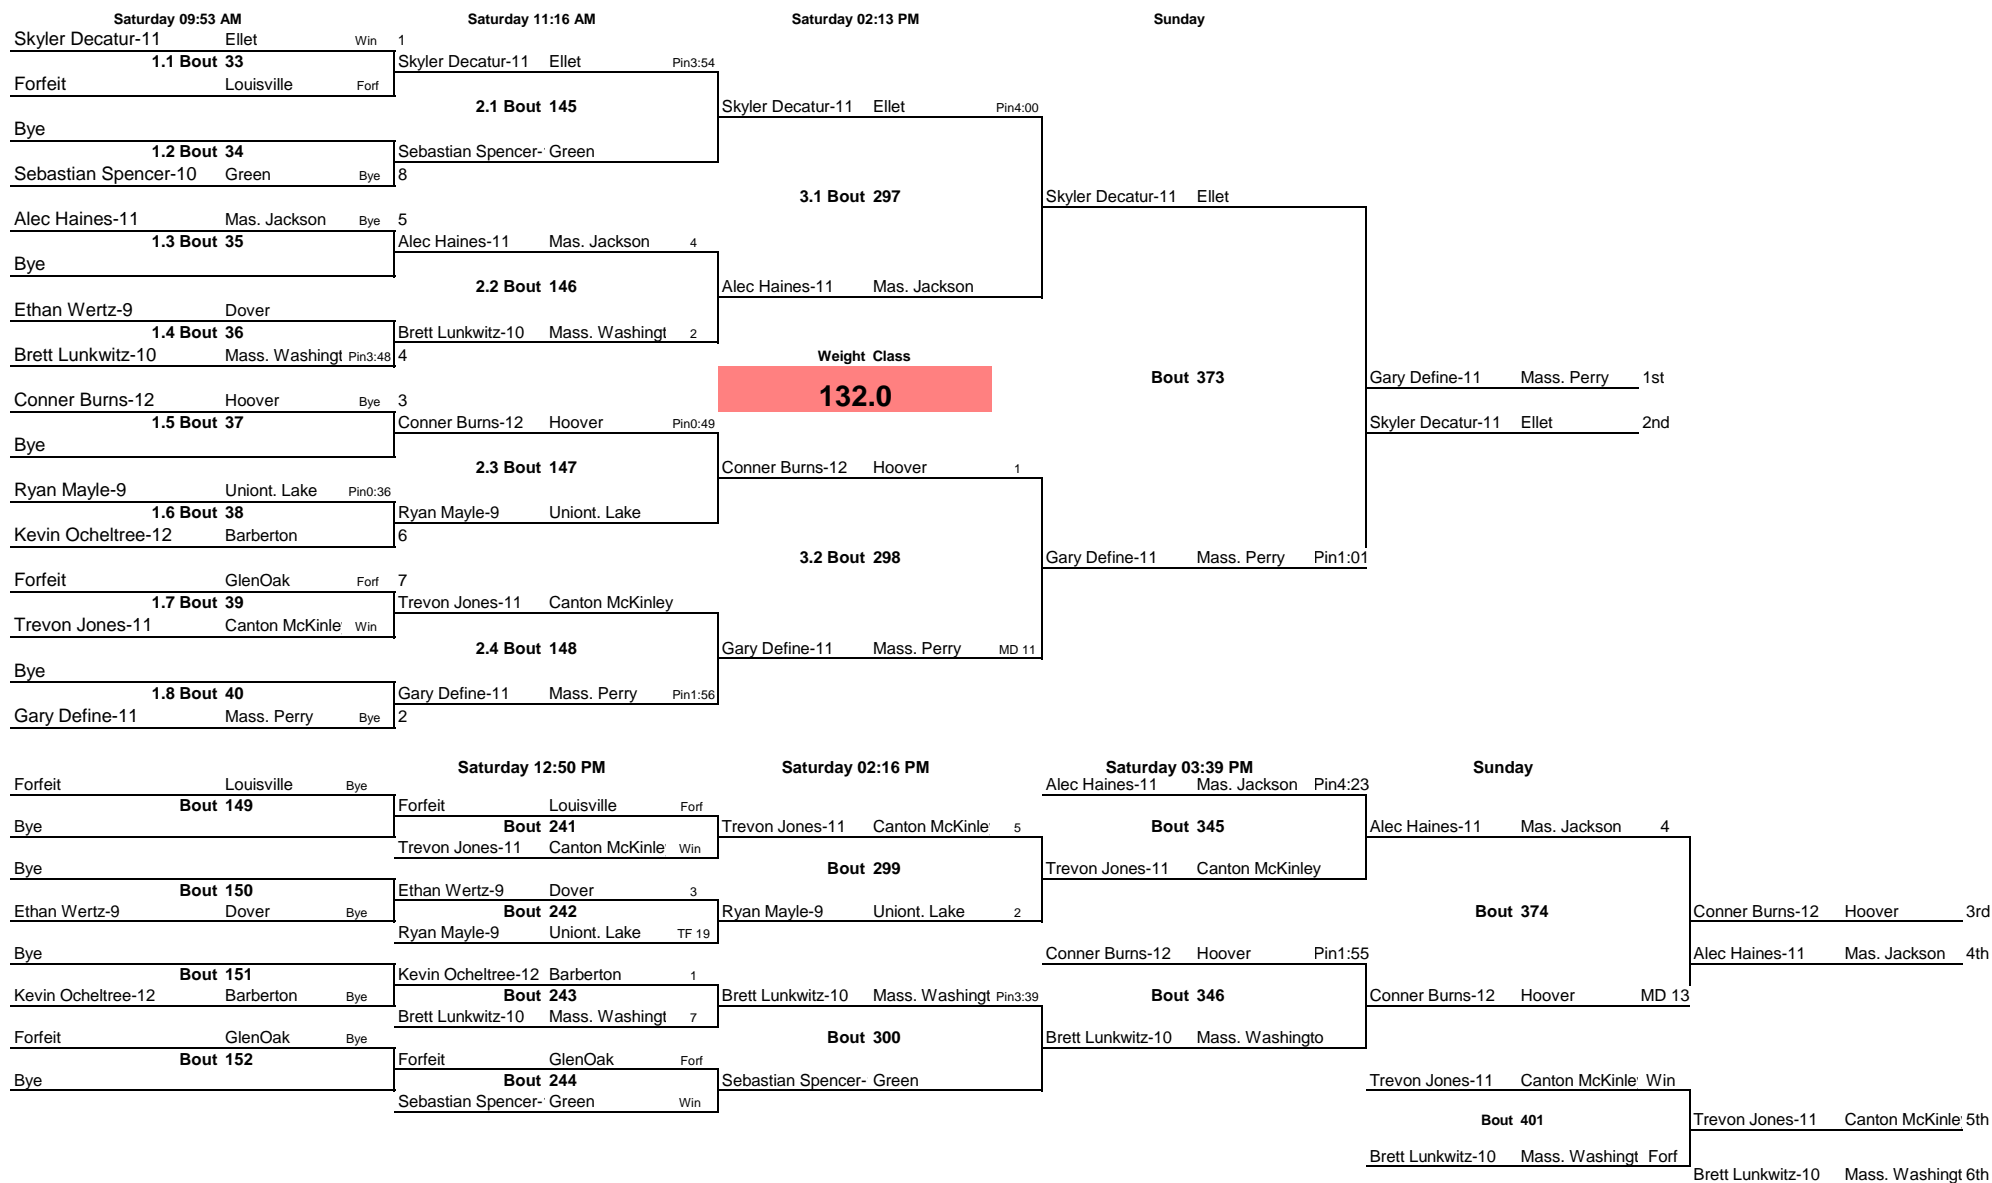 Saturday 09:53 AM Saturday 11:16 AM Saturday 02:13 PM Sunday
Skyler Decatur-11 Ellet Win 1
1.1 Bout 33 Skyler Decatur-11 Ellet Pin3:54
Forfeit Louisville Forf
2.1 Bout 145 Skyler Decatur-11 Ellet Pin4:00
Bye
1.2 Bout 34 Sebastian Spencer- Green
Sebastian Spencer-10 Green Bye 8
3.1 Bout 297 Skyler Decatur-11 Ellet
Alec Haines-11 Mas. Jackson Bye 5
1.3 Bout 35 Alec Haines-11 Mas. Jackson 4
Bye
2.2 Bout 146 Alec Haines-11 Mas. Jackson
Ethan Wertz-9 Dover
1.4 Bout 36 Brett Lunkwitz-10 Mass. Washingt 2
Brett Lunkwitz-10 Mass. Washingt Pin3:48 4 Weight Class
Bout 373 Gary Define-11 Mass. Perry 1st
132.0
Conner Burns-12 Hoover Bye 3
1.5 Bout 37 Conner Burns-12 Hoover Pin0:49 Skyler Decatur-11 Ellet 2nd
Bye
2.3 Bout 147 Conner Burns-12 Hoover 1
Ryan Mayle-9 Uniont. Lake Pin0:36
1.6 Bout 38 Ryan Mayle-9 Uniont. Lake
Kevin Ocheltree-12 Barberton 6
3.2 Bout 298 Gary Define-11 Mass. Perry Pin1:01
Forfeit GlenOak Forf 7
1.7 Bout 39 Trevon Jones-11 Canton McKinley
Trevon Jones-11 Canton McKinle Win
2.4 Bout 148 Gary Define-11 Mass. Perry MD 11
Bye
1.8 Bout 40 Gary Define-11 Mass. Perry Pin1:56
Gary Define-11 Mass. Perry Bye 2
Saturday 12:50 PM Saturday 02:16 PM Saturday 03:39 PM Sunday
Forfeit Louisville Bye Alec Haines-11 Mas. Jackson Pin4:23
Bout 149 Forfeit Louisville Forf
Bye Bout 241 Trevon Jones-11 Canton McKinle 5 Bout 345 Alec Haines-11 Mas. Jackson 4
Trevon Jones-11 Canton McKinle Win
Bye Bout 299 Trevon Jones-11 Canton McKinley
Bout 150 Ethan Wertz-9 Dover 3
Ethan Wertz-9 Dover Bye Bout 242 Ryan Mayle-9 Uniont. Lake 2 Bout 374 Conner Burns-12 Hoover 3rd
Ryan Mayle-9 Uniont. Lake TF 19
Bye Conner Burns-12 Hoover Pin1:55 Alec Haines-11 Mas. Jackson 4th
Bout 151 Kevin Ocheltree-12 Barberton 1
Kevin Ocheltree-12 Barberton Bye Bout 243 Brett Lunkwitz-10 Mass. Washingt Pin3:39 Bout 346 Conner Burns-12 Hoover MD 13
Brett Lunkwitz-10 Mass. Washingt 7
Forfeit GlenOak Bye Bout 300 Brett Lunkwitz-10 Mass. Washingto
Bout 152 Forfeit GlenOak Forf
Bye Bout 244 Sebastian Spencer- Green Trevon Jones-11 Canton McKinle Win
Sebastian Spencer- Green Win
Bout 401 Trevon Jones-11 Canton McKinle 5th
Brett Lunkwitz-10 Mass. Washingt Forf
Brett Lunkwitz-10 Mass. Washingt 6th